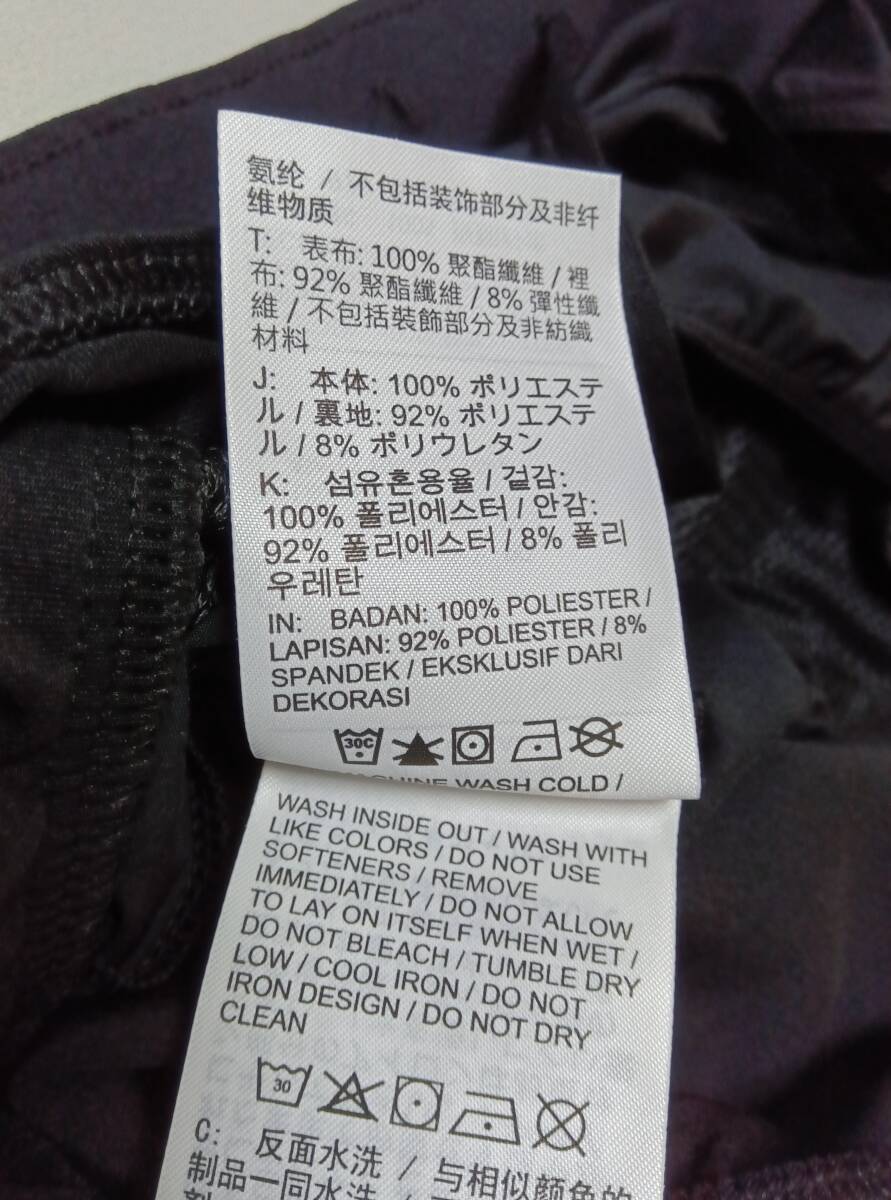 氨纶 / 不包括装饰部分及非纤
维物质
T: 表布: 100% 聚酯纖維 / 裡
布: 92% 聚酯纖維 / 8% 彈性纖
維 / 不包括裝飾部分及非紡織
材料
J: 本体: 100% ポリエステ
ル / 裏地: 92% ポリエステ
ル / 8% ポリウレタン
K: 섬유혼용율 / 겉감:
100% 폴리에스터 / 안감:
92% 폴리에스터 / 8% 폴리
우레탄
IN: BADAN: 100% POLIESTER /
LAPISAN: 92% POLIESTER / 8%
SPANDEK / EKSKLUSIF DARI
DEKORASI
30C
MACHINE WASH COLD /
WASH INSIDE OUT / WASH WITH
LIKE COLORS / DO NOT USE
SOFTENERS / REMOVE
IMMEDIATELY / DO NOT ALLOW
TO LAY ON ITSELF WHEN WET /
DO NOT BLEACH / TUMBLE DRY
LOW / COOL IRON / DO NOT
IRON DESIGN / DO NOT DRY
CLEAN
30
C: 反面水洗 / 与相似颜色的
制品一同水洗